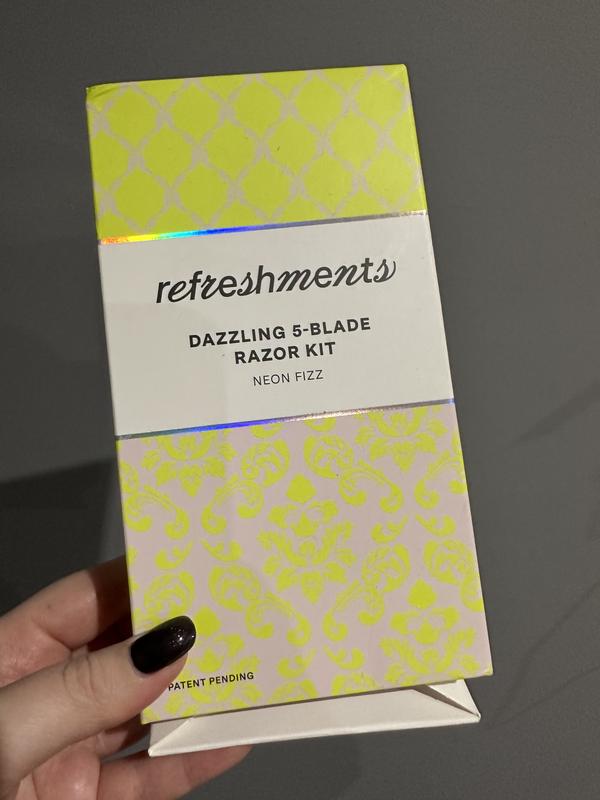 refreshments
DAZZLING 5-BLADE
RAZOR KIT
NEON FIZZ
PATENT PENDING